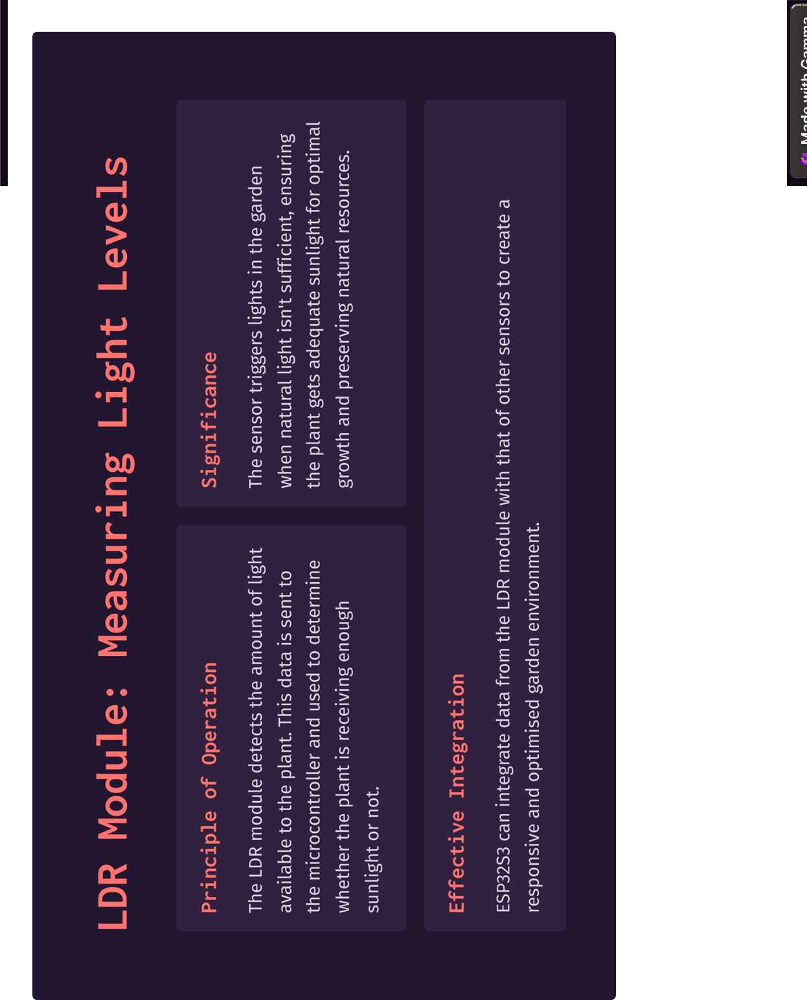 LDR Module: Measuring Light Levels
Principle of Operation
The LDR module detects the amount of light
available to the plant. This data is sent to
the microcontroller and used to determine
whether the plant is receiving enough
sunlight or not.
Significance
The sensor triggers lights in the garden
when natural light isn't sufficient, ensuring
the plant gets adequate sunlight for optimal
growth and preserving natural resources.
Effective Integration
ESP32S3 can integrate data from the LDR module with that of other sensors to create a
responsive and optimised garden environment.
Made with Gamma